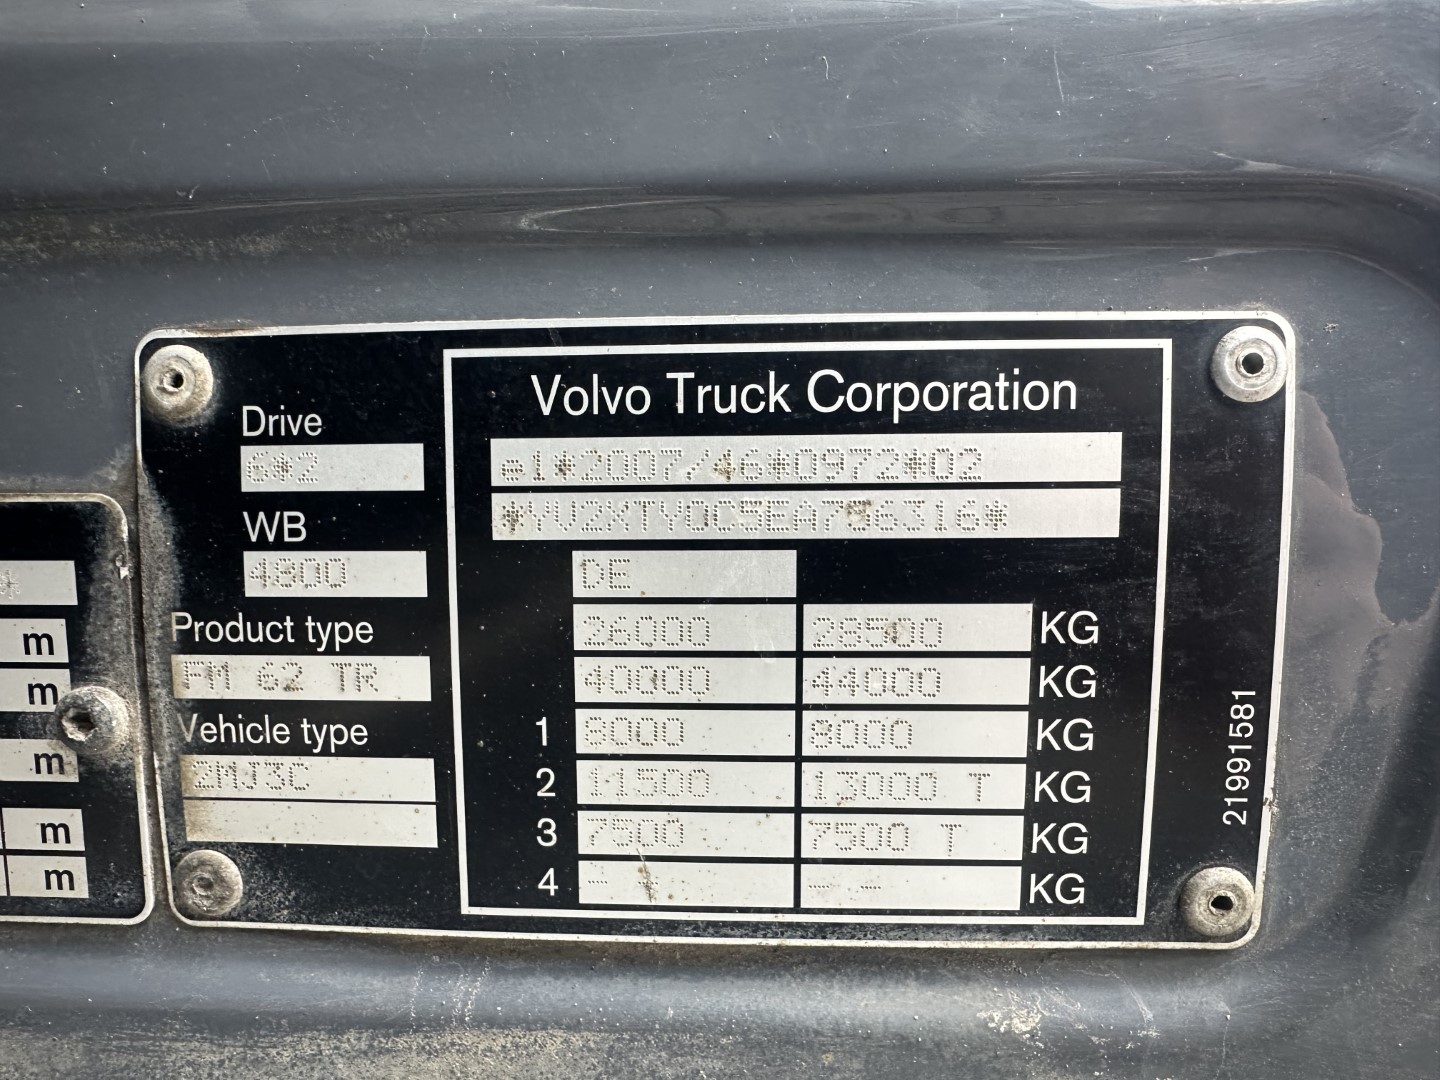 Volvo Truck Corporation
Drive
6*2
e1*2007/46*0972*02
WB
4800
*YV2XTY0C5EA756316*
DE
Product type
FM 62 TR
26000 28500 KG
40000 44000 KG
Vehicle type
2MJ3C
1 8000 8000 KG
2 11500 13000 T KG
3 7500 7500 T KG
4 - - - - KG
21991581
*
m
m
m
m
m